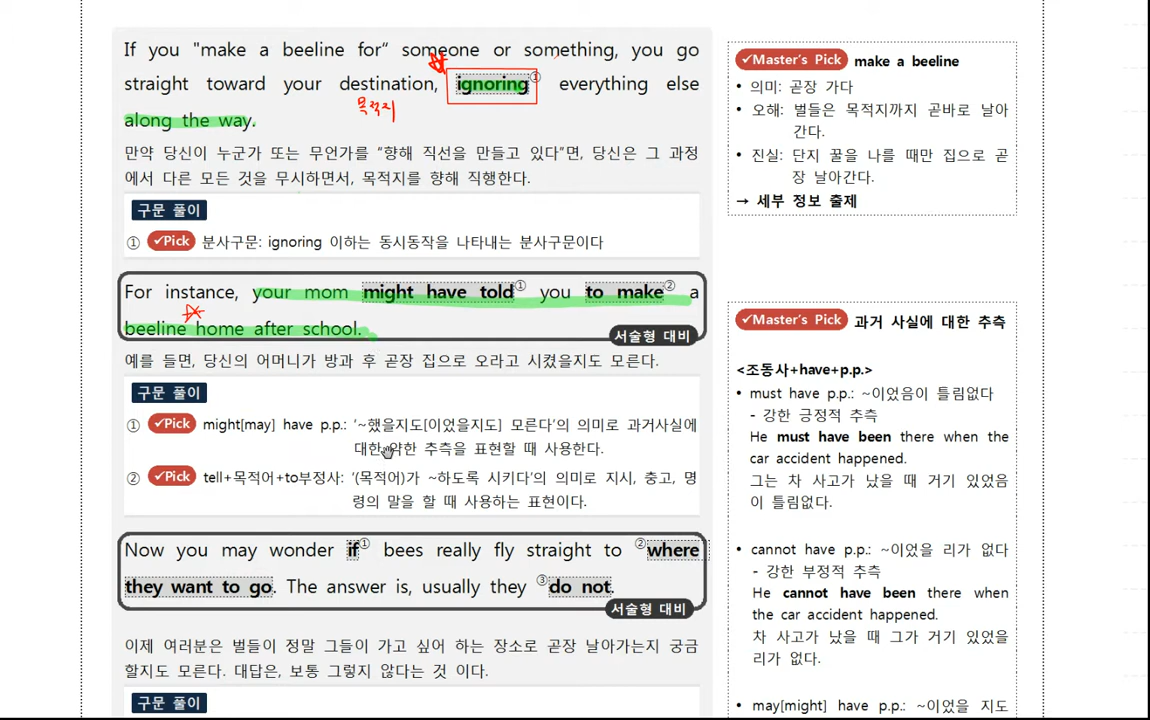 If you "make a beeline for“ someone or something, you go
straight toward your destination, ignoring① everything else
목적지
along the way.
만약 당신이 누군가 또는 무언가를 “향해 직선을 만들고 있다”면, 당신은 그 과정
에서 다른 모든 것을 무시하면서, 목적지를 향해 직행한다.
구문 풀이
① ✓Pick 분사구문: ignoring 이하는 동시동작을 나타내는 분사구문이다
For instance, your mom might have told① you to make② a
beeline home after school.
서술형 대비
예를 들면, 당신의 어머니가 방과 후 곧장 집으로 오라고 시켰을지도 모른다.
구문 풀이
① ✓Pick might[may] have p.p.: ‘~했을지도[이었을지도] 모른다’의 의미로 과거사실에
대한 약한 추측을 표현할 때 사용한다.
② ✓Pick tell+목적어+to부정사: ‘(목적어)가 ~하도록 시키다’의 의미로 지시, 충고, 명
령의 말을 할 때 사용하는 표현이다.
Now you may wonder if① bees really fly straight to ②where
they want to go. The answer is, usually they ③do not.
서술형 대비
이제 여러분은 벌들이 정말 그들이 가고 싶어 하는 장소로 곧장 날아가는지 궁금
할지도 모른다. 대답은, 보통 그렇지 않다는 것 이다.
구문 풀이
✓Master's Pick make a beeline
• 의미: 곧장 가다
• 오해: 벌들은 목적지까지 곧바로 날아
간다.
• 진실: 단지 꿀을 나를 때만 집으로 곧
장 날아간다.
→ 세부 정보 출제
✓Master's Pick 과거 사실에 대한 추측
<조동사+have+p.p.>
• must have p.p.: ~이었음이 틀림없다
- 강한 긍정적 추측
He must have been there when the
car accident happened.
그는 차 사고가 났을 때 거기 있었음
이 틀림없다.
• cannot have p.p.: ~이었을 리가 없다
- 강한 부정적 추측
He cannot have been there when
the car accident happened.
차 사고가 났을 때 그가 거기 있었을
리가 없다.
• may[might] have p.p.: ~이었을 지도